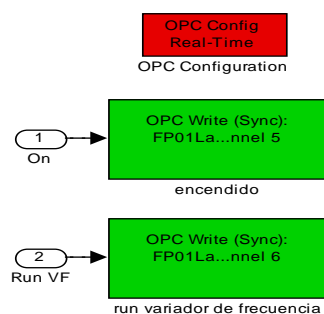 OPC Config
Real-Time
OPC Configuration
OPC Write (Sync):
FP01La...nnel 5
1
On
encendido
OPC Write (Sync):
FP01La...nnel 6
2
Run VF
run variador de frecuencia